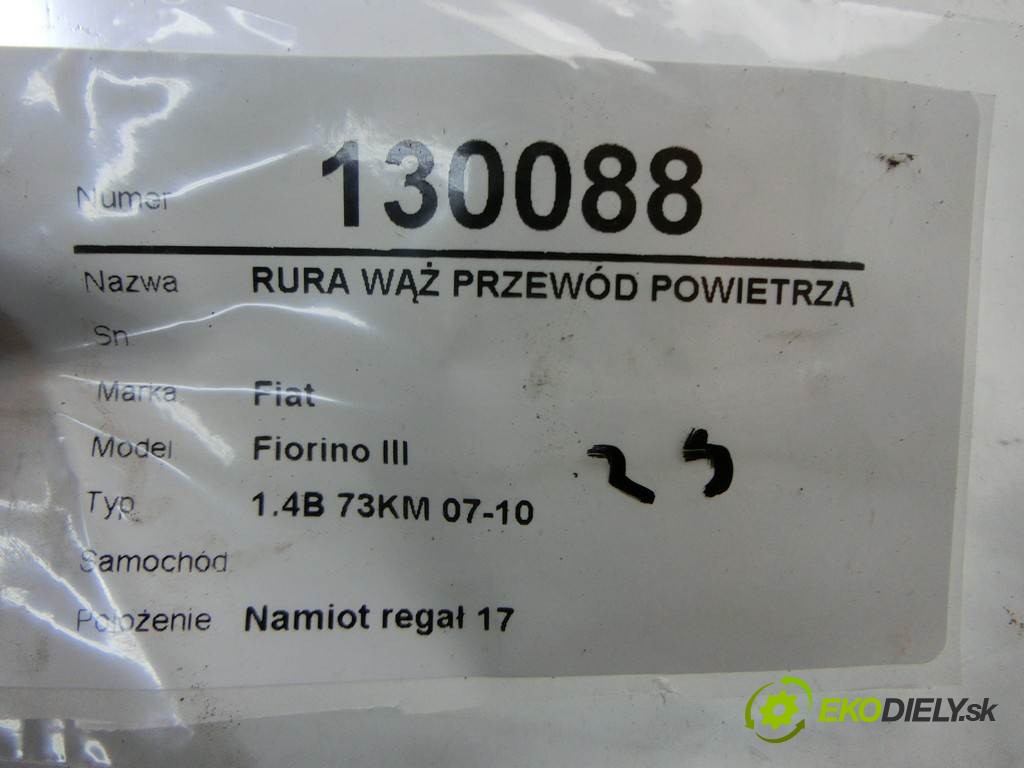 Numer 130088
Nazwa RURA WĄŻ PRZEWÓD POWIETRZA
Sn
Marka Fiat
Model Fiorino III
Typ 1.4B 73KM 07-10
Samochód
Położenie Namiot regał 17
EKODIELY.sk